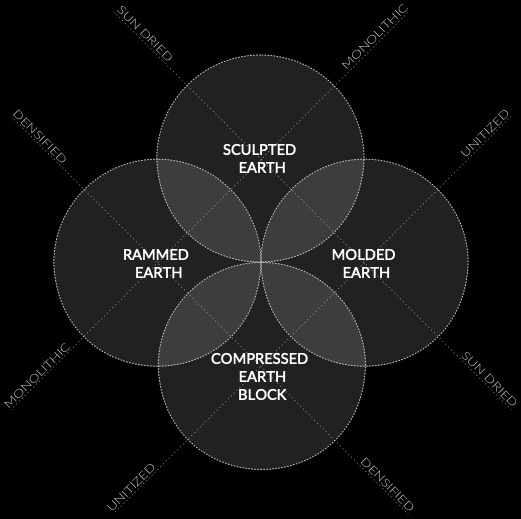 SUN DRIED
MONOLITHIC
DENSIFIED
UNITIZED
SCULPTED
EARTH
RAMMED
EARTH
MOLDED
EARTH
COMPRESSED
EARTH
BLOCK
MONOLITHIC
SUN DRIED
UNITIZED
DENSIFIED